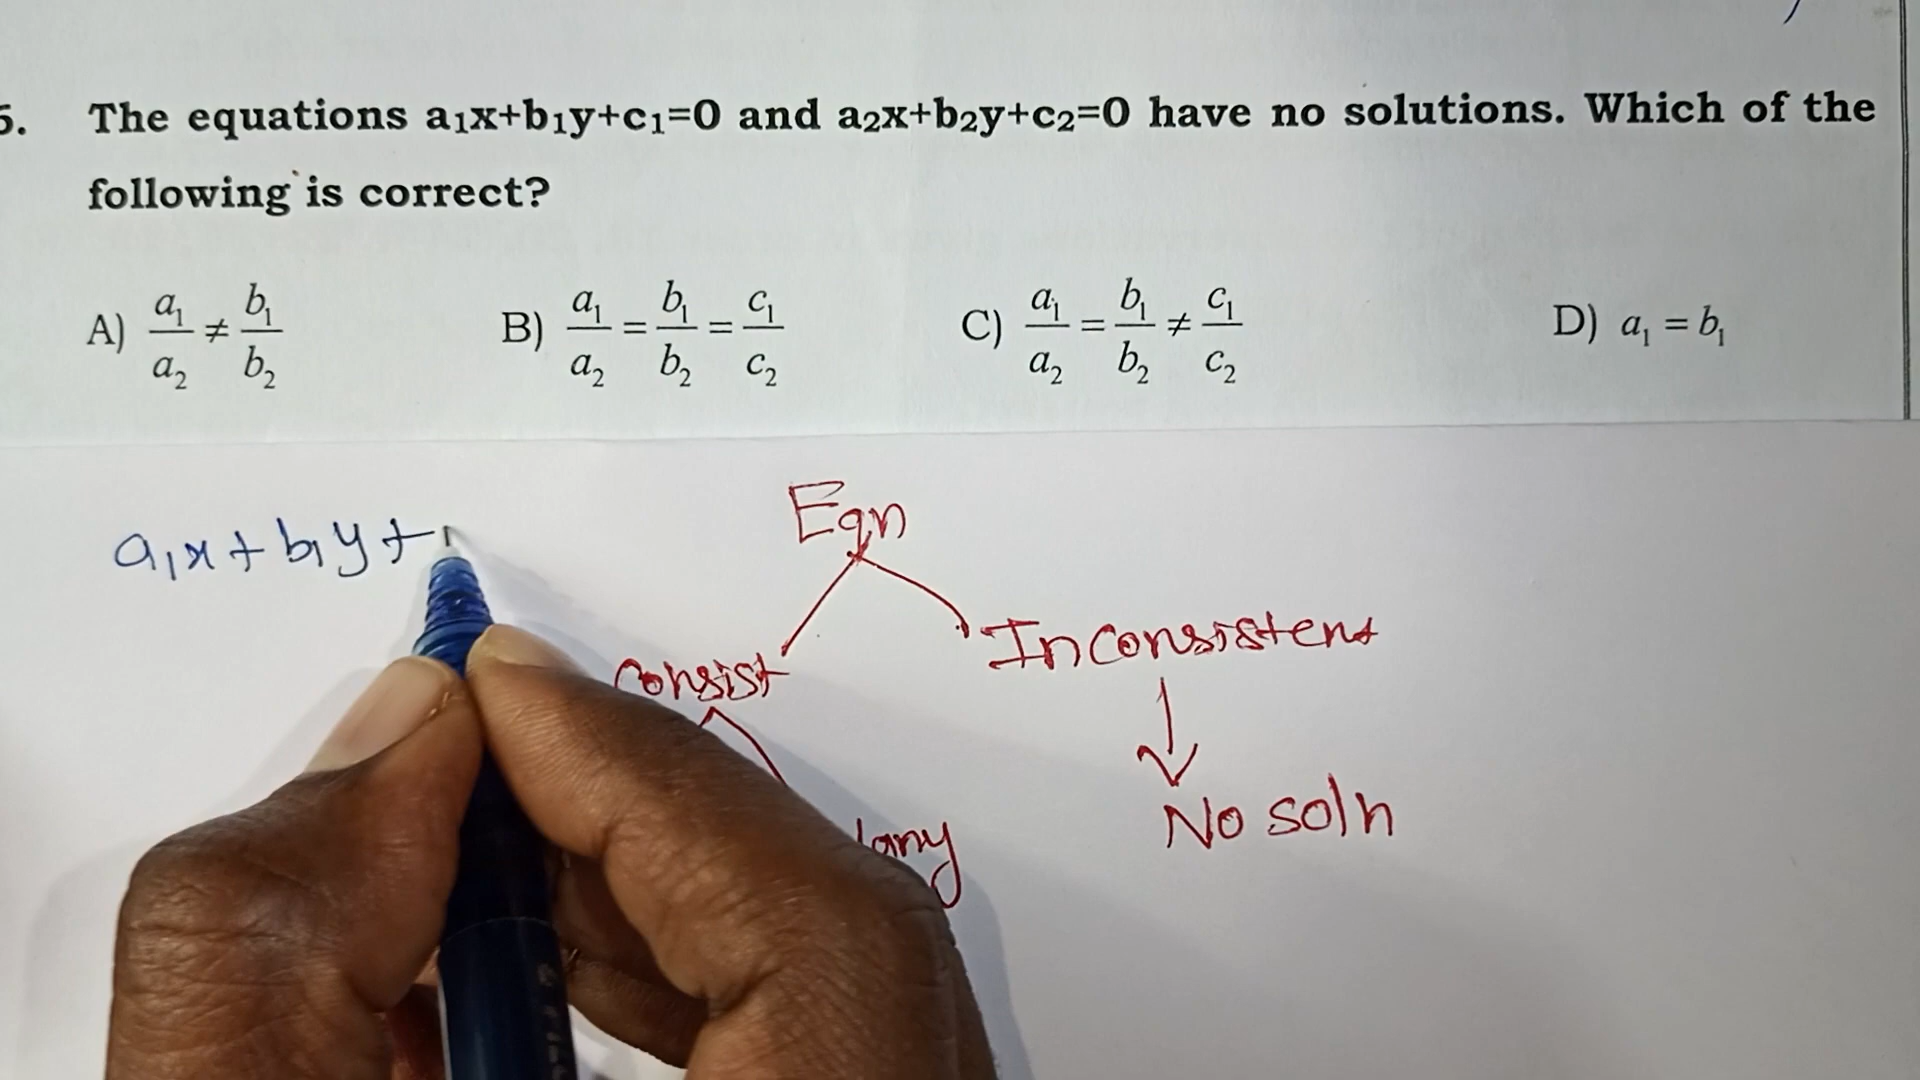 5. The equations a₁x+b₁y+c₁=0 and a₂x+b₂y+c₂=0 have no solutions. Which of the
following is correct?
A) a₁/a₂ ≠ b₁/b₂ B) a₁/a₂ = b₁/b₂ = c₁/c₂ C) a₁/a₂ = b₁/b₂ ≠ c₁/c₂ D) a₁ = b₁
Eqn
a₁x + b₁y +
Inconsistent
consist
No soln